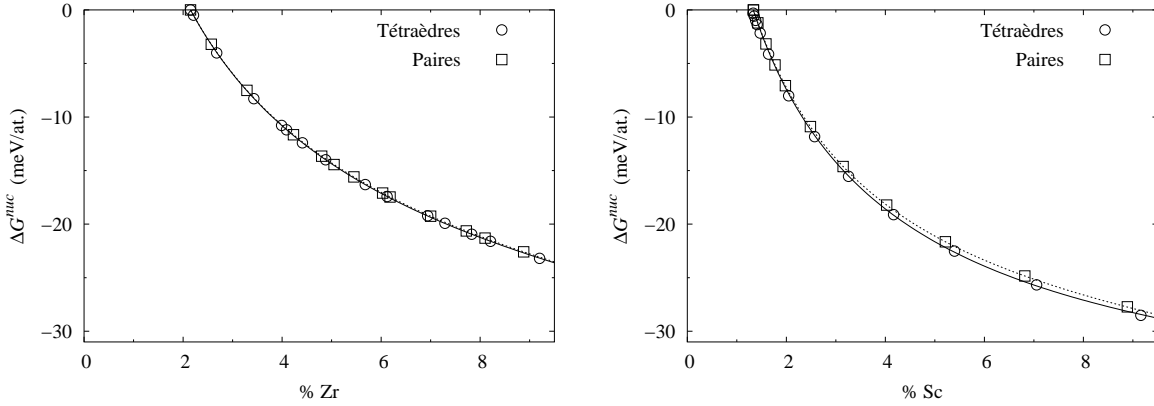 0
−10
−20
−30
ΔG^nuc (meV/at.)
Tétraèdres
Paires
0 2 4 6 8
% Zr
0
−10
−20
−30
ΔG^nuc (meV/at.)
Tétraèdres
Paires
0 2 4 6 8
% Sc